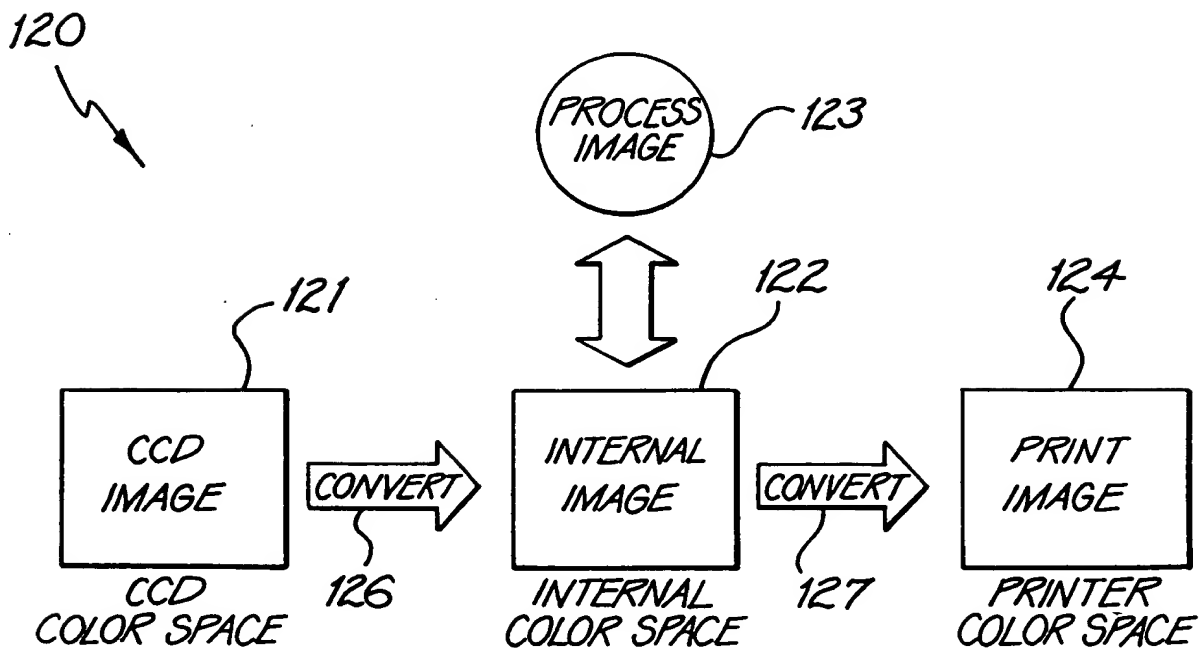 120
PROCESS
IMAGE
123
121
122
124
CCD
IMAGE
CONVERT
INTERNAL
IMAGE
CONVERT
PRINT
IMAGE
126
127
CCD
COLOR SPACE
INTERNAL
COLOR SPACE
PRINTER
COLOR SPACE